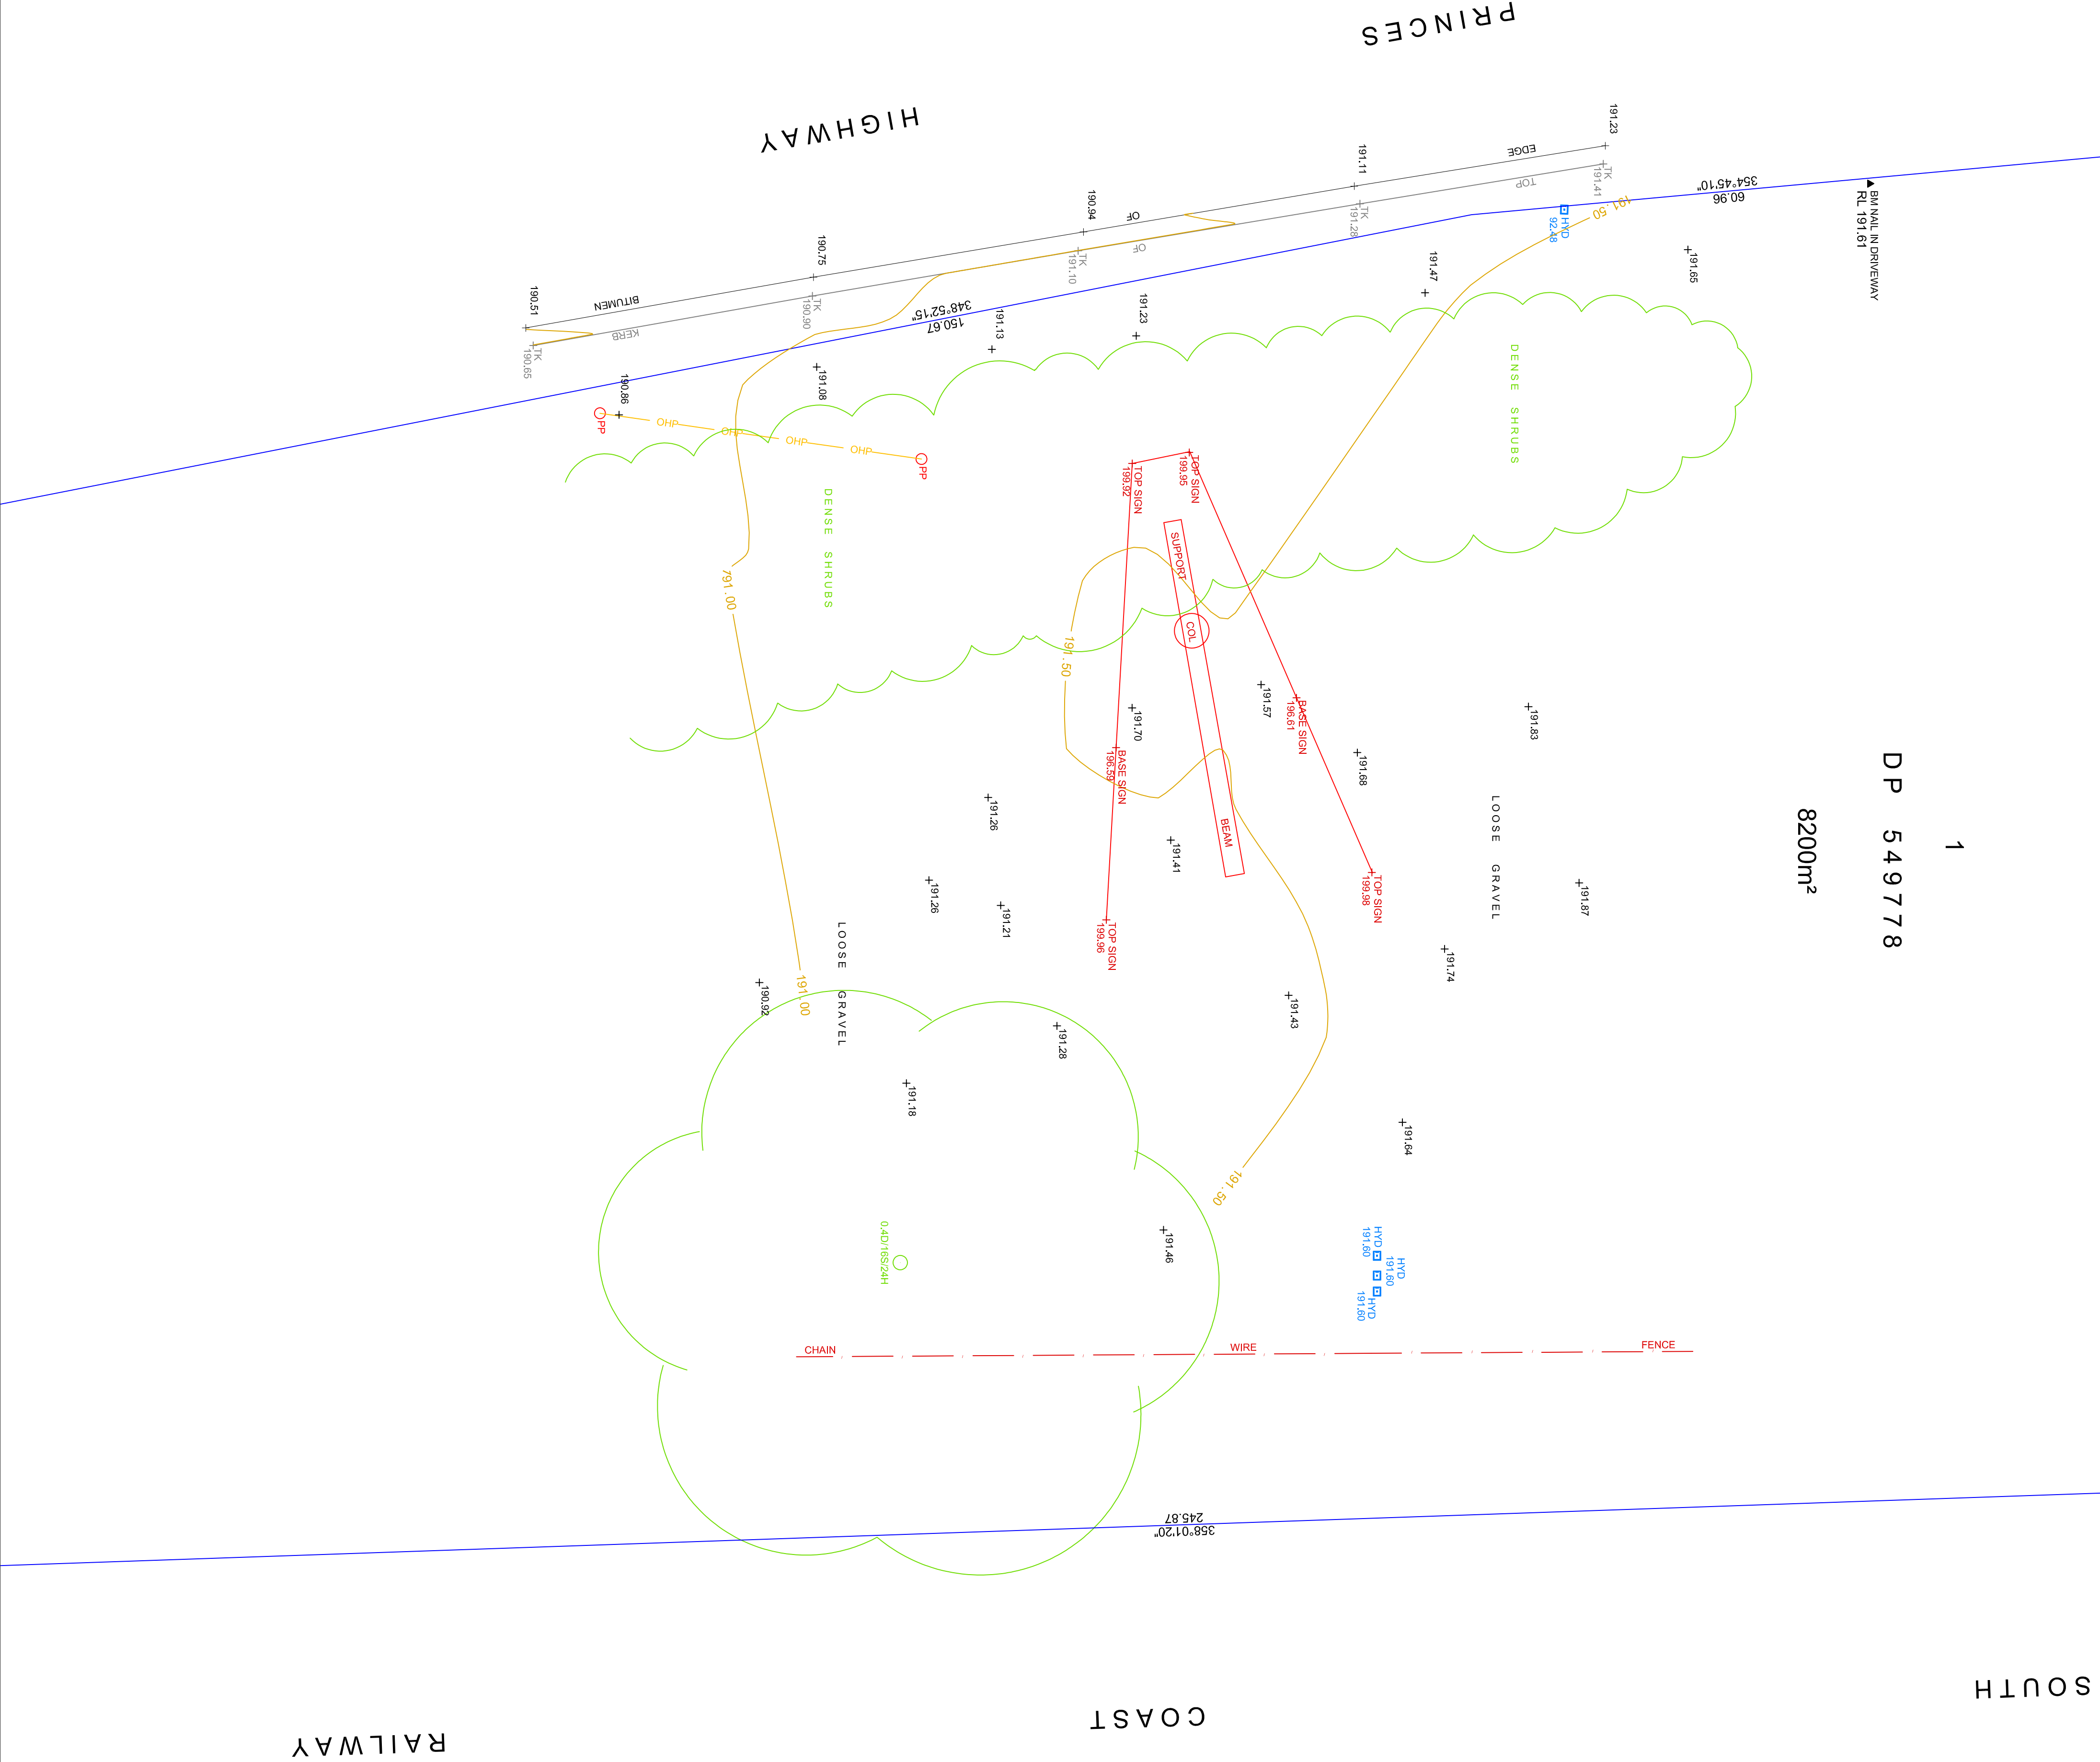 PRINCES
HIGHWAY
191.23
EDGE
TK
191.41
TOP
191.11
TK
191.28
191.50
354°45'10"
60.96
BM NAIL IN DRIVEWAY
RL 191.61
HYD
92.48
190.94
OF
OF
TK
191.10
191.47
191.65
190.75
TK
190.90
348°52'15"
150.67
191.13
191.23
190.51
BITUMEN
KERB
TK
190.65
190.86
191.08
PP
OHP
OHP
OHP
OHP
PP
DENSE SHRUBS
DENSE SHRUBS
TOP SIGN
199.92
TOP SIGN
199.95
SUPPORT
COL
BEAM
191.00
191.50
191.70
191.57
BASE SIGN
196.61
BASE SIGN
196.59
191.68
191.83
DP 549778
1
8200m²
LOOSE GRAVEL
191.26
191.41
191.26
191.21
TOP SIGN
199.98
191.87
TOP SIGN
199.96
191.74
LOOSE GRAVEL
190.92
191.00
191.28
191.43
191.18
191.64
191.50
0.4D/16S/24H
191.46
HYD
191.60
HYD
191.60
HYD
191.60
CHAIN
WIRE
FENCE
245.87
358°01'20"
SOUTH
COAST
RAILWAY